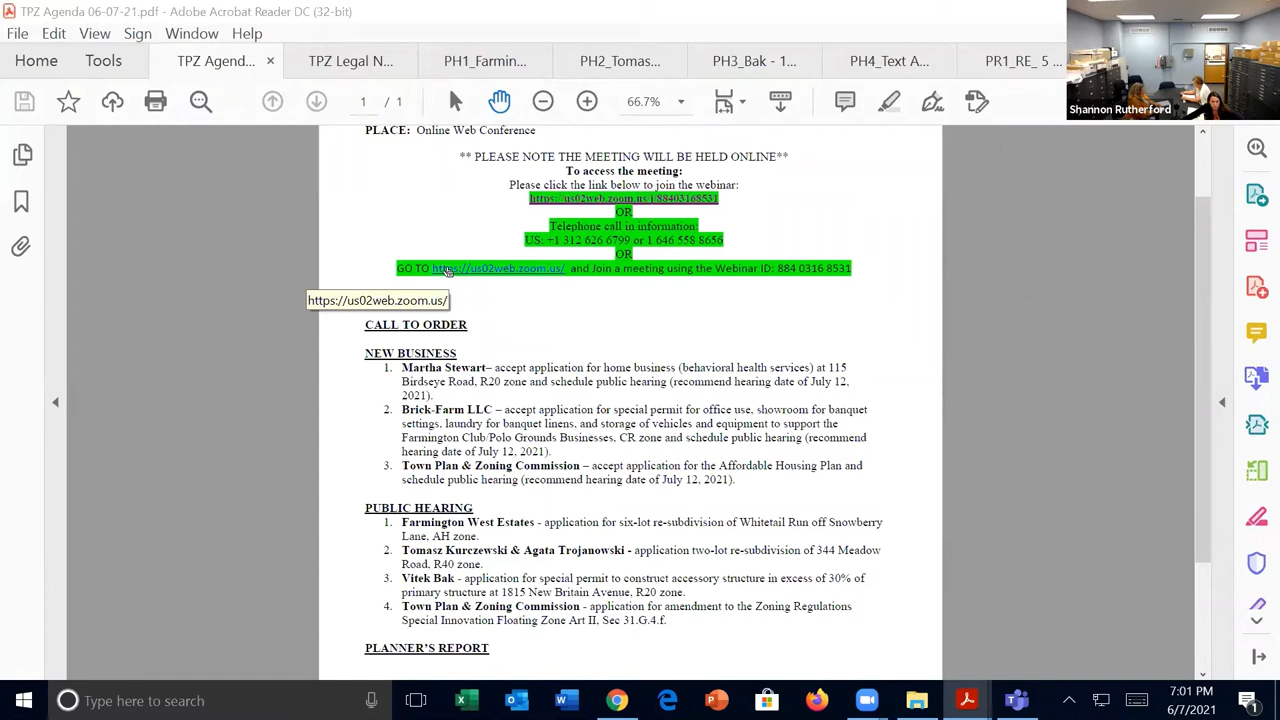 TPZ Agenda 06-07-21.pdf - Adobe Acrobat Reader DC (32-bit)
File Edit View Sign Window Help
Home Tools TPZ Agend... × TPZ Legal N... PH1_Farmin... PH2_Tomas... PH3_Bak - 1... PH4_Text A... PR1_RE_ 5 ...
1 / 1 66.7%
Shannon Rutherford
PLACE: Online Web Conference
** PLEASE NOTE THE MEETING WILL BE HELD ONLINE**
To access the meeting:
Please click the link below to join the webinar:
https://us02web.zoom.us/j/88403168531
OR
Telephone call in information:
US: +1 312 626 6799 or 1 646 558 8656
OR
GO TO https://us02web.zoom.us/ and Join a meeting using the Webinar ID: 884 0316 8531
https://us02web.zoom.us/
CALL TO ORDER
NEW BUSINESS
1. Martha Stewart– accept application for home business (behavioral health services) at 115
Birdseye Road, R20 zone and schedule public hearing (recommend hearing date of July 12,
2021).
2. Brick-Farm LLC – accept application for special permit for office use, showroom for banquet
settings, laundry for banquet linens, and storage of vehicles and equipment to support the
Farmington Club/Polo Grounds Businesses, CR zone and schedule public hearing (recommend
hearing date of July 12, 2021).
3. Town Plan & Zoning Commission – accept application for the Affordable Housing Plan and
schedule public hearing (recommend hearing date of July 12, 2021).
PUBLIC HEARING
1. Farmington West Estates - application for six-lot re-subdivision of Whitetail Run off Snowberry
Lane, AH zone.
2. Tomasz Kurczewski & Agata Trojanowski - application two-lot re-subdivision of 344 Meadow
Road, R40 zone.
3. Vitek Bak - application for special permit to construct accessory structure in excess of 30% of
primary structure at 1815 New Britain Avenue, R20 zone.
4. Town Plan & Zoning Commission - application for amendment to the Zoning Regulations
Special Innovation Floating Zone Art II, Sec 31.G.4.f.
PLANNER'S REPORT
Type here to search
7:01 PM
6/7/2021
1